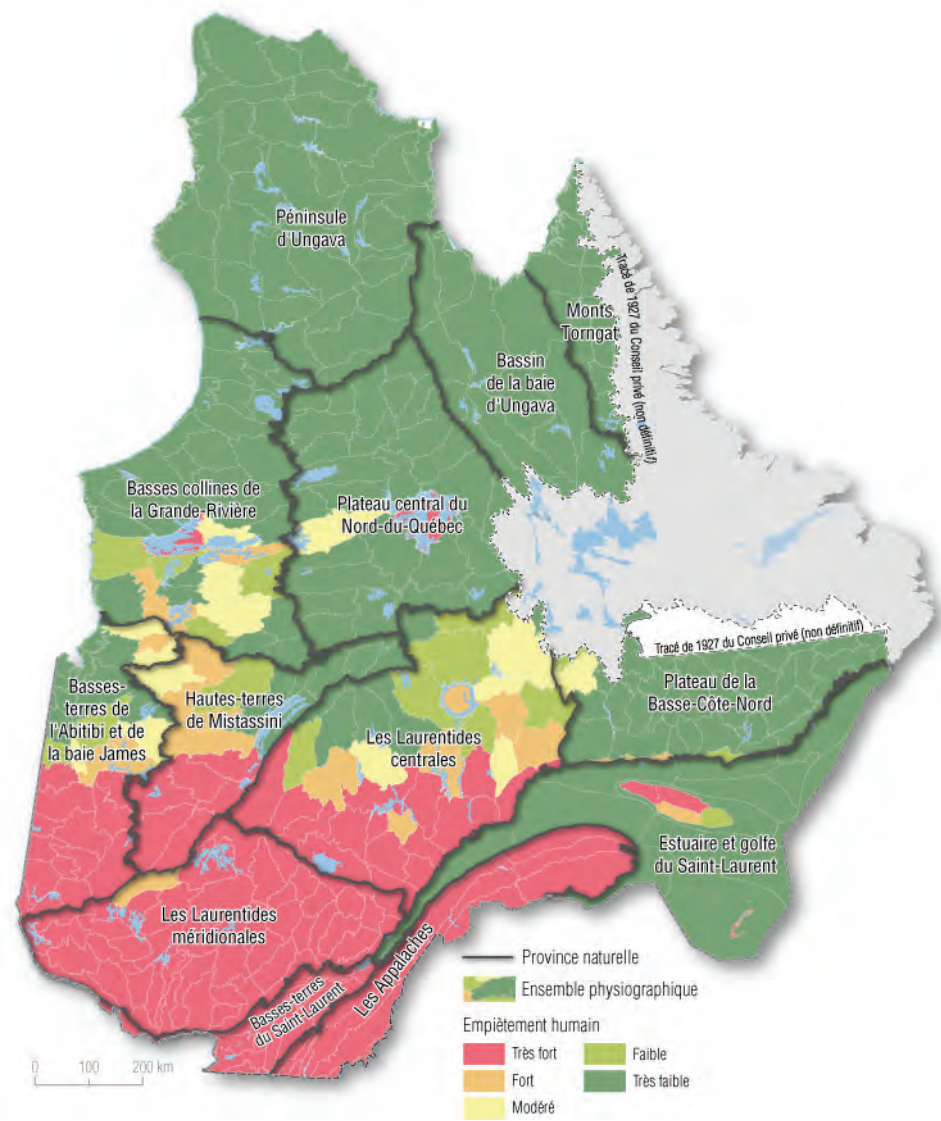 Péninsule
d'Ungava
Monts
Torngat
Tracé de 1927 du Conseil privé (non définitif)
Bassin
de la baie
d'Ungava
Basses collines de
la Grande-Rivière
Plateau central du
Nord-du-Québec
Tracé de 1927 du Conseil privé (non définitif)
Basses-
terres de
l'Abitibi et de
la baie James
Hautes-terres
de Mistassini
Plateau de la
Basse-Côte-Nord
Les Laurentides
centrales
Estuaire et golfe
du Saint-Laurent
Les Laurentides
méridionales
Basses-terres
du Saint-Laurent
Les Appalaches
Province naturelle
Ensemble physiographique
Empiètement humain
Très fort
Faible
Fort
Très faible
Modéré
0 100 200 km